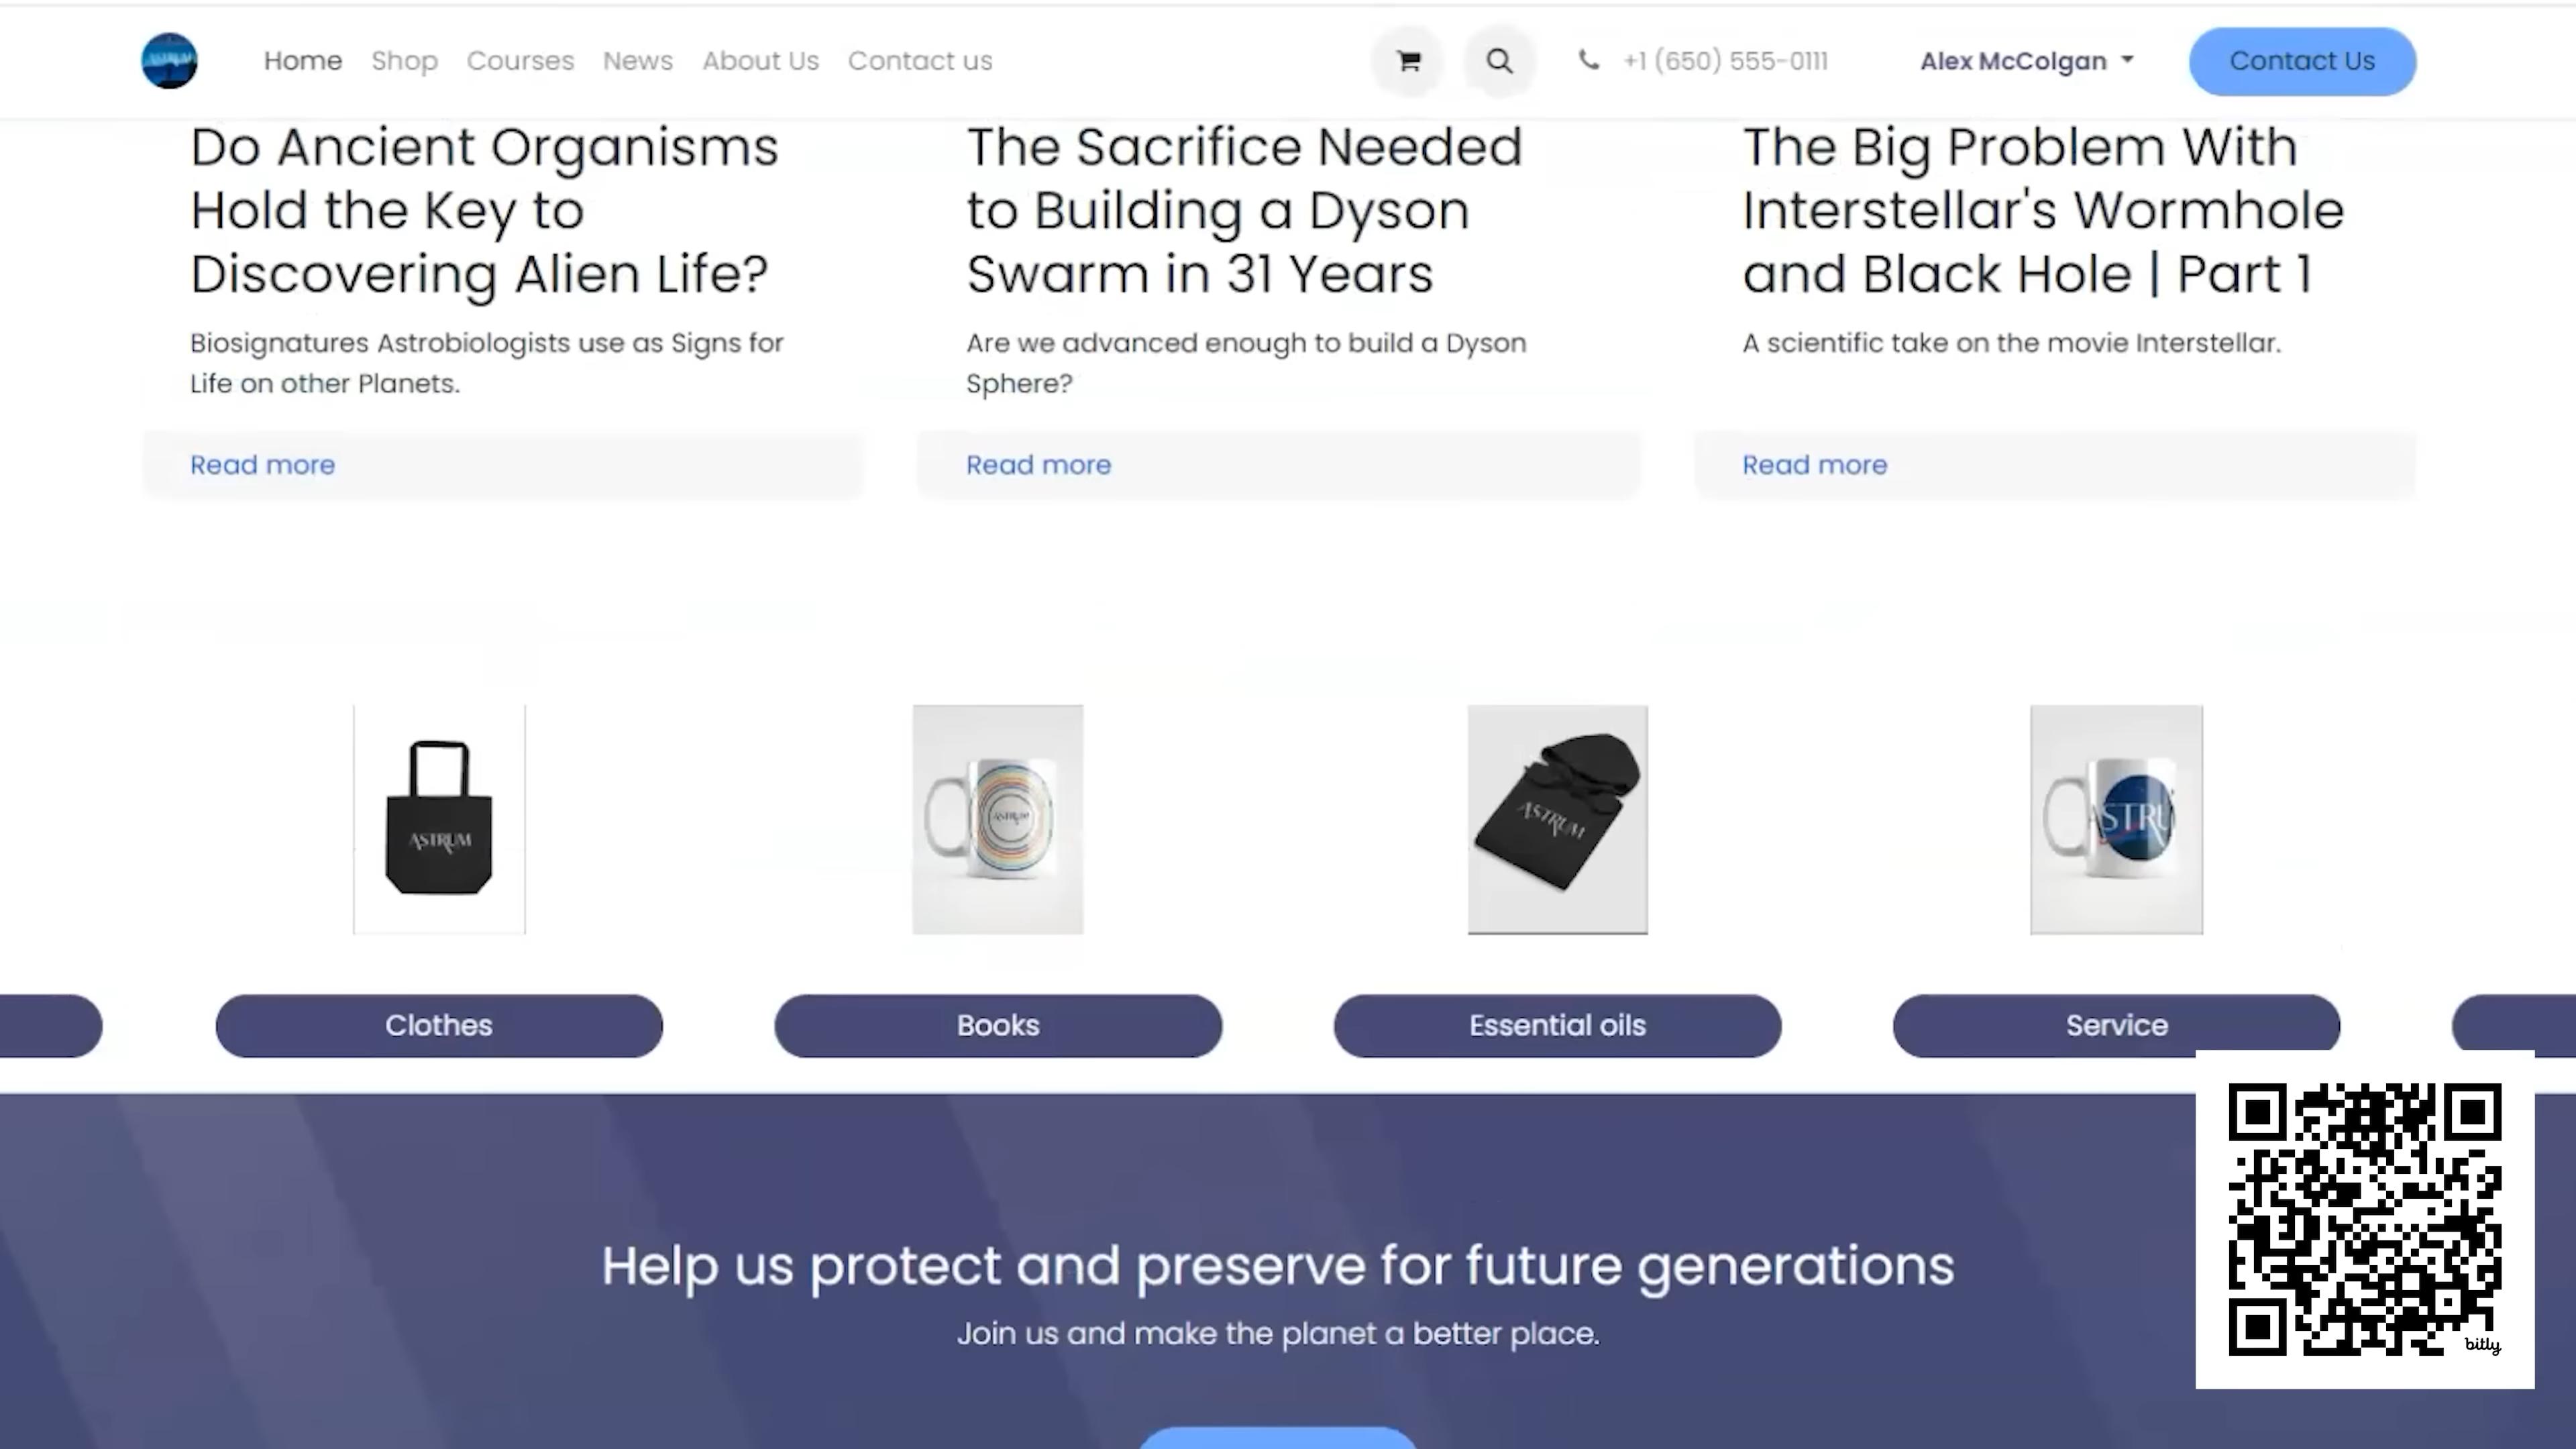 ASTRUM
Home Shop Courses News About Us Contact us
+1 (650) 555-0111
Alex McColgan
Contact Us
Do Ancient Organisms
Hold the Key to
Discovering Alien Life?
Biosignatures Astrobiologists use as Signs for
Life on other Planets.
Read more
The Sacrifice Needed
to Building a Dyson
Swarm in 31 Years
Are we advanced enough to build a Dyson
Sphere?
Read more
The Big Problem With
Interstellar's Wormhole
and Black Hole | Part 1
A scientific take on the movie Interstellar.
Read more
ASTRUM
ASTRUM
ASTRUM
ASTRU
Clothes
Books
Essential oils
Service
Help us protect and preserve for future generations
Join us and make the planet a better place.
bitly